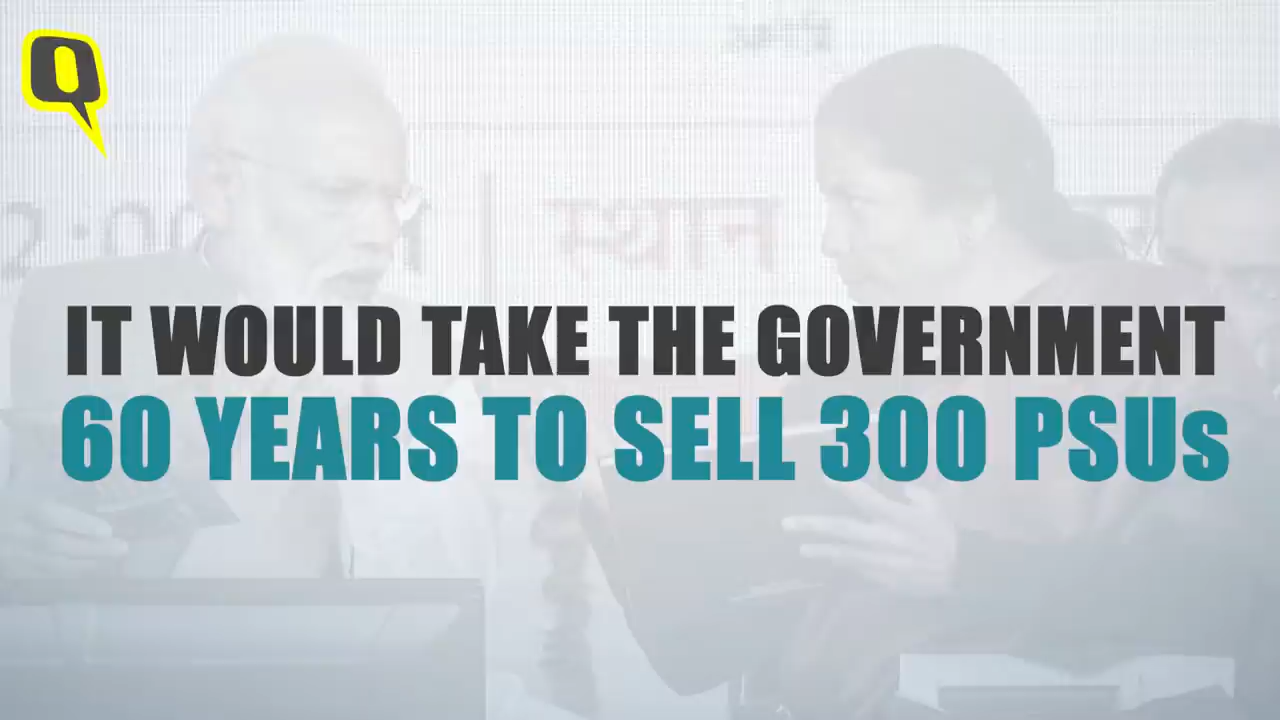 Q
IT WOULD TAKE THE GOVERNMENT
60 YEARS TO SELL 300 PSUs
स्थान